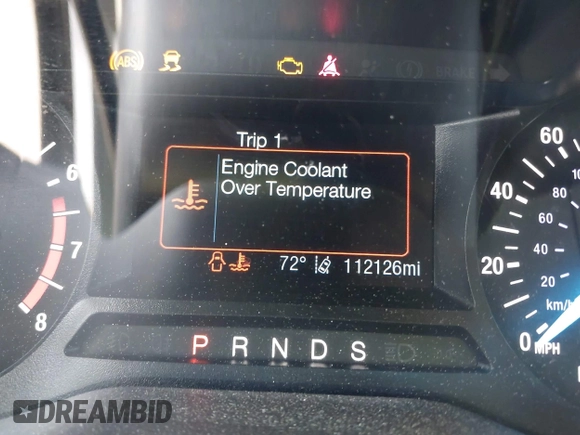 ABS
BRAKE
Trip 1
Engine Coolant
Over Temperature
72° 112126mi
P R N D S
6
7
8
60
40
80
40
20
20
km/h
0 MPH
DREAMBID